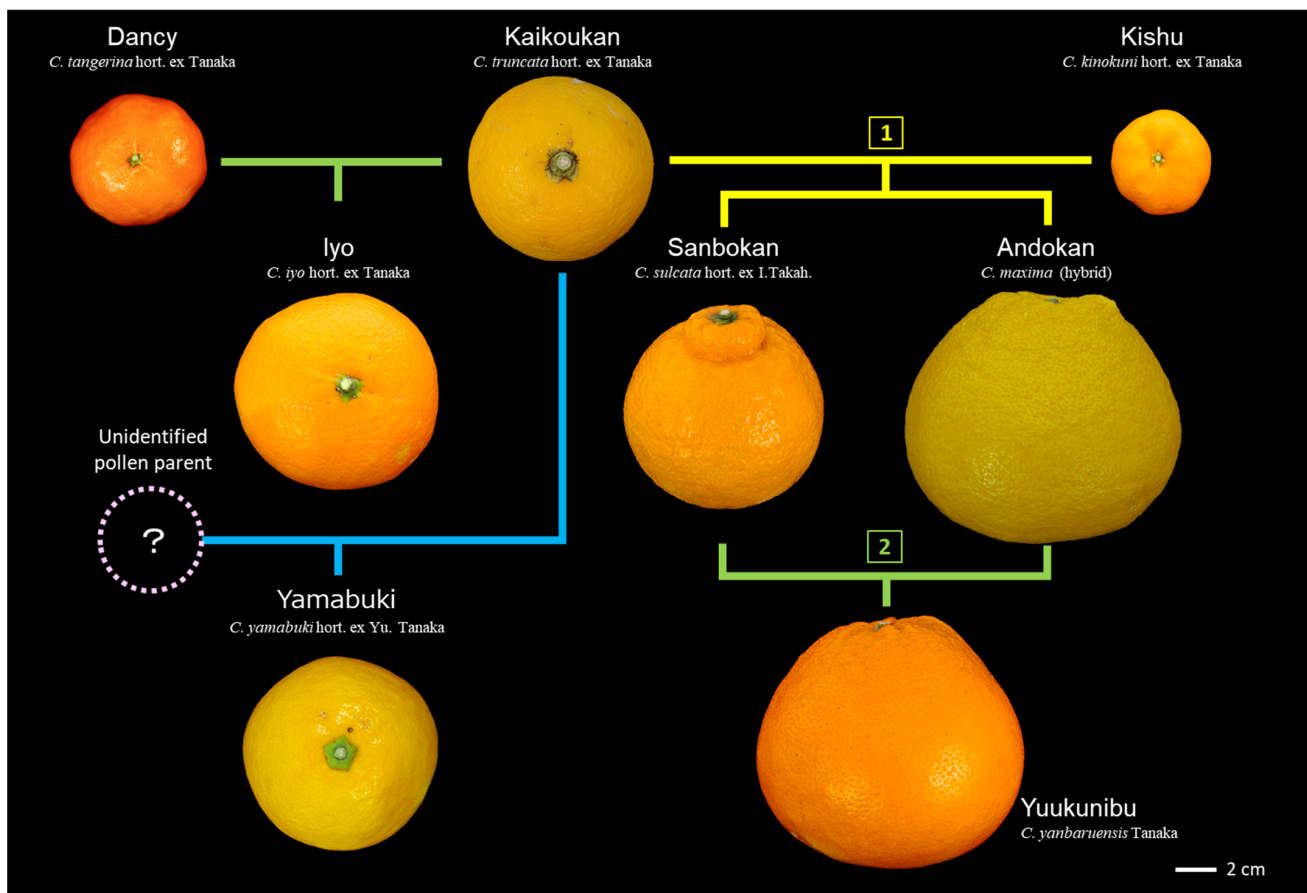 Dancy
C. tangerina hort. ex Tanaka
Kaikoukan
C. truncata hort. ex Tanaka
Kishu
C. kinokuni hort. ex Tanaka
1
Iyo
C. iyo hort. ex Tanaka
Sanbokan
C. sulcata hort. ex I.Takah.
Andokan
C. maxima (hybrid)
Unidentified
pollen parent
?
2
Yamabuki
C. yamabuki hort. ex Yu. Tanaka
Yuukunibu
C. yanbaruensis Tanaka
2 cm